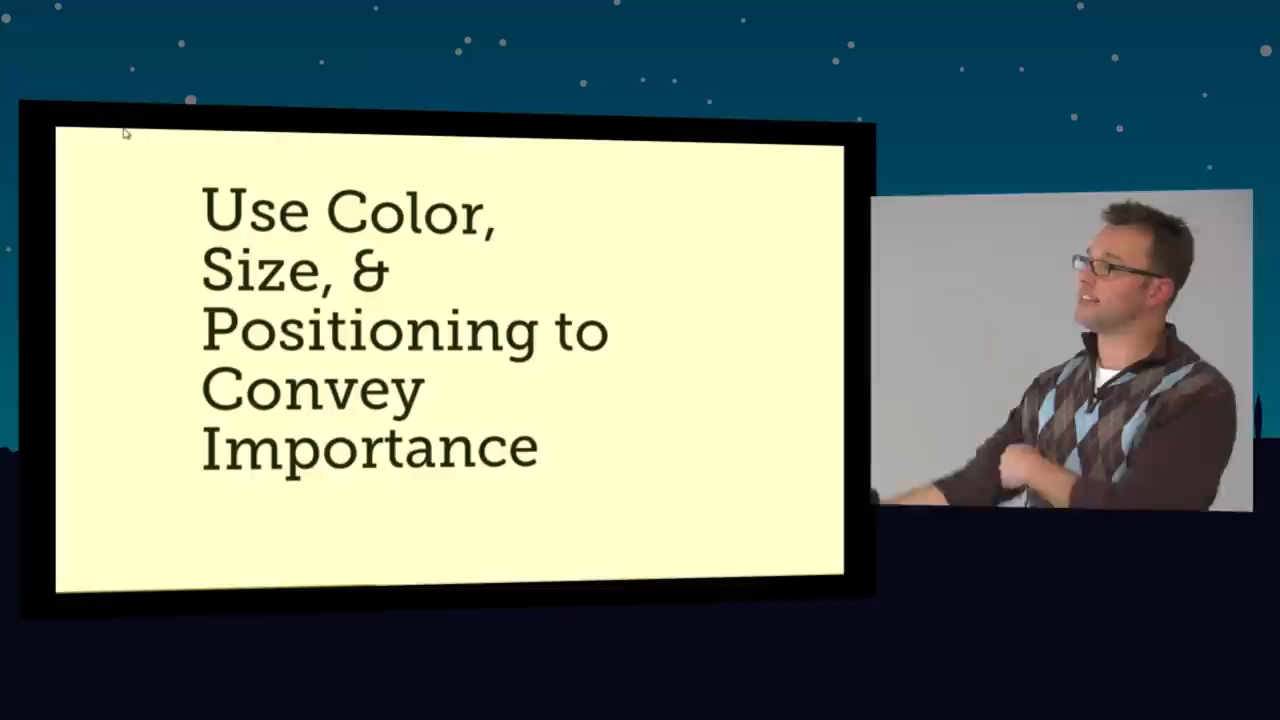 Use Color,
Size, &
Positioning to
Convey
Importance